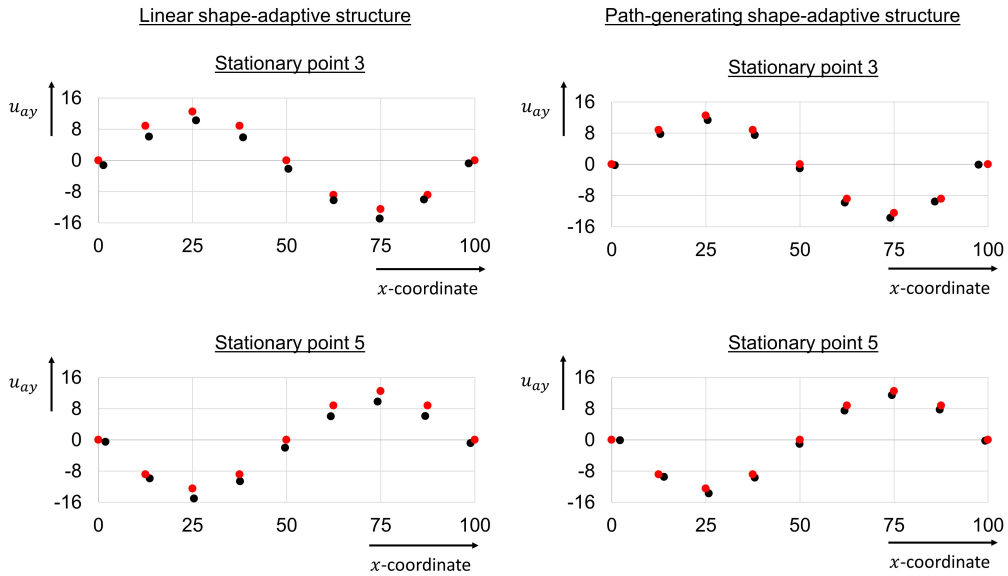 Linear shape-adaptive structure
Path-generating shape-adaptive structure
Stationary point 3
u_ay
16
8
0
-8
-16
0 25 50 75 100
x-coordinate
Stationary point 3
u_ay
16
8
0
-8
-16
0 25 50 75 100
x-coordinate
Stationary point 5
u_ay
16
8
0
-8
-16
0 25 50 75 100
x-coordinate
Stationary point 5
u_ay
16
8
0
-8
-16
0 25 50 75 100
x-coordinate